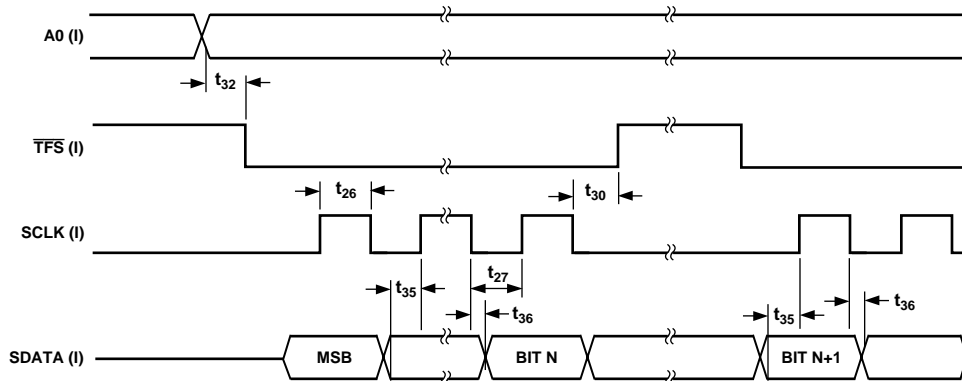 A0 (I)
t32
TFS (I)
t26
t30
SCLK (I)
t27
t35
t36
t35
t36
SDATA (I)
MSB
BIT N
BIT N+1